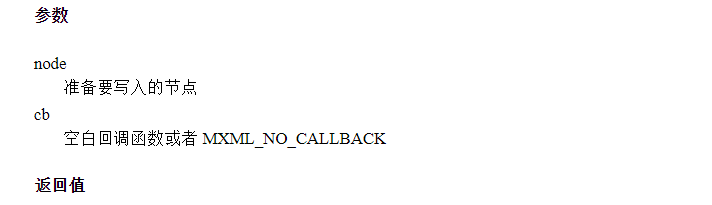 参数
node
准备要写入的节点
cb
空白回调函数或者 MXML_NO_CALLBACK
返回值